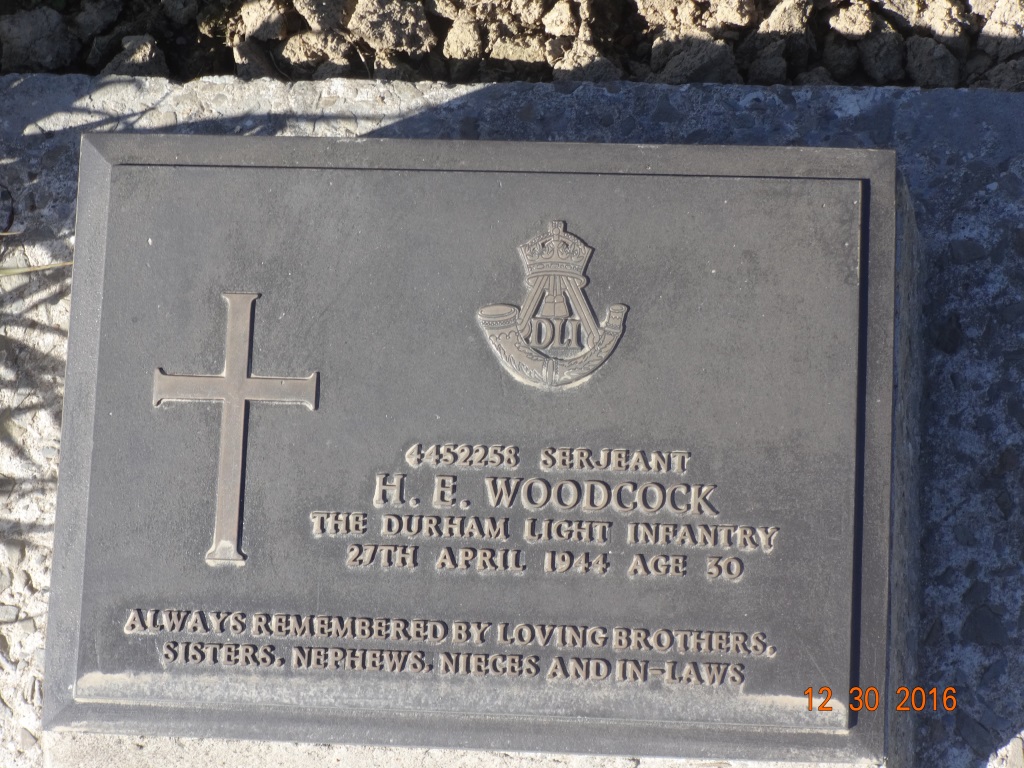 DLI
4452258 SERJEANT
H. E. WOODCOCK
THE DURHAM LIGHT INFANTRY
27TH APRIL 1944 AGE 30
ALWAYS REMEMBERED BY LOVING BROTHERS,
SISTERS, NEPHEWS, NIECES AND IN-LAWS
12 30 2016